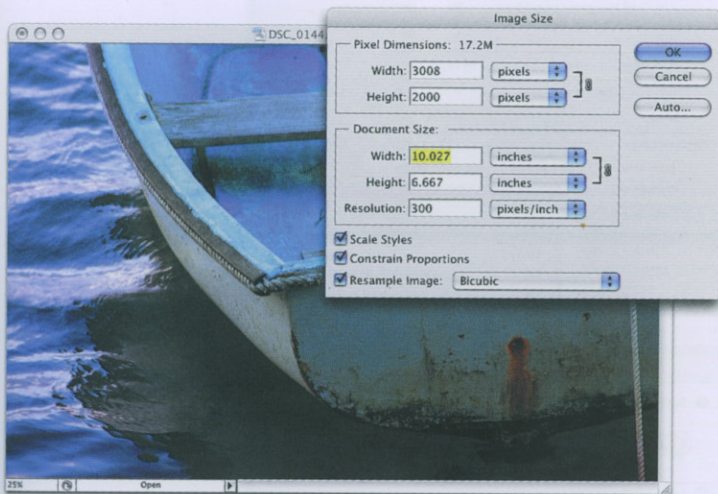 DSC_0144
Image Size
Pixel Dimensions: 17.2M
Width: 3008 pixels
Height: 2000 pixels
Document Size:
Width: 10.027 inches
Height: 6.667 inches
Resolution: 300 pixels/inch
Scale Styles
Constrain Proportions
Resample Image: Bicubic
OK
Cancel
Auto...
25%
Open